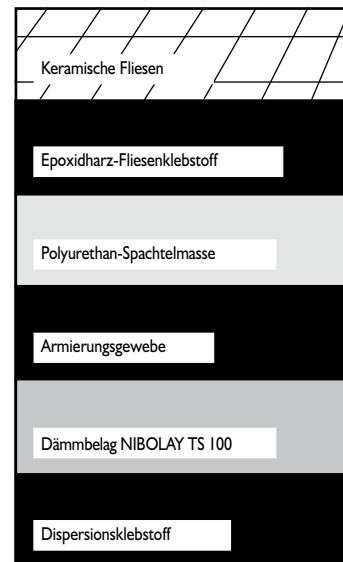 Keramische Fliesen
Epoxidharz-Fliesenklebstoff
Polyurethan-Spachtelmasse
Armierungsgewebe
Dämmbelag NIBOLAY TS 100
Dispersionsklebstoff